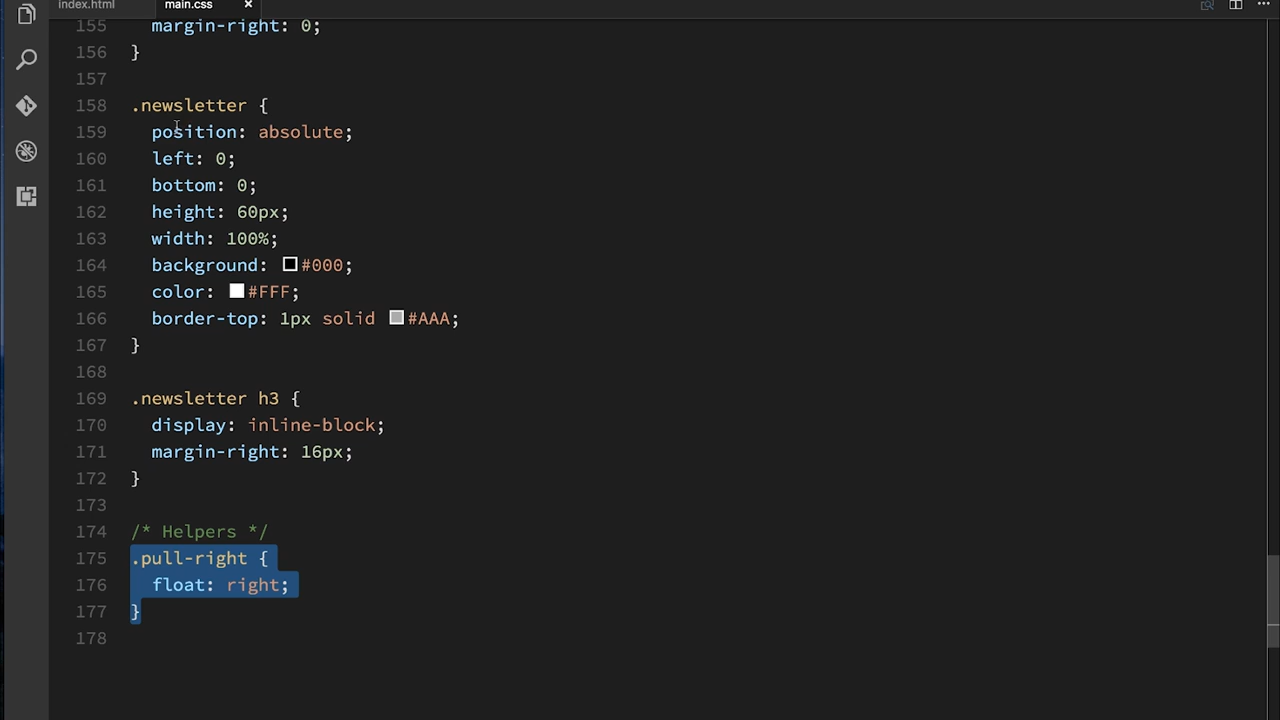 index.html main.css ×
155 margin-right: 0;
156 }
157
158 .newsletter {
159 position: absolute;
160 left: 0;
161 bottom: 0;
162 height: 60px;
163 width: 100%;
164 background: #000;
165 color: #FFF;
166 border-top: 1px solid #AAA;
167 }
168
169 .newsletter h3 {
170 display: inline-block;
171 margin-right: 16px;
172 }
173
174 /* Helpers */
175 .pull-right {
176 float: right;
177 }
178